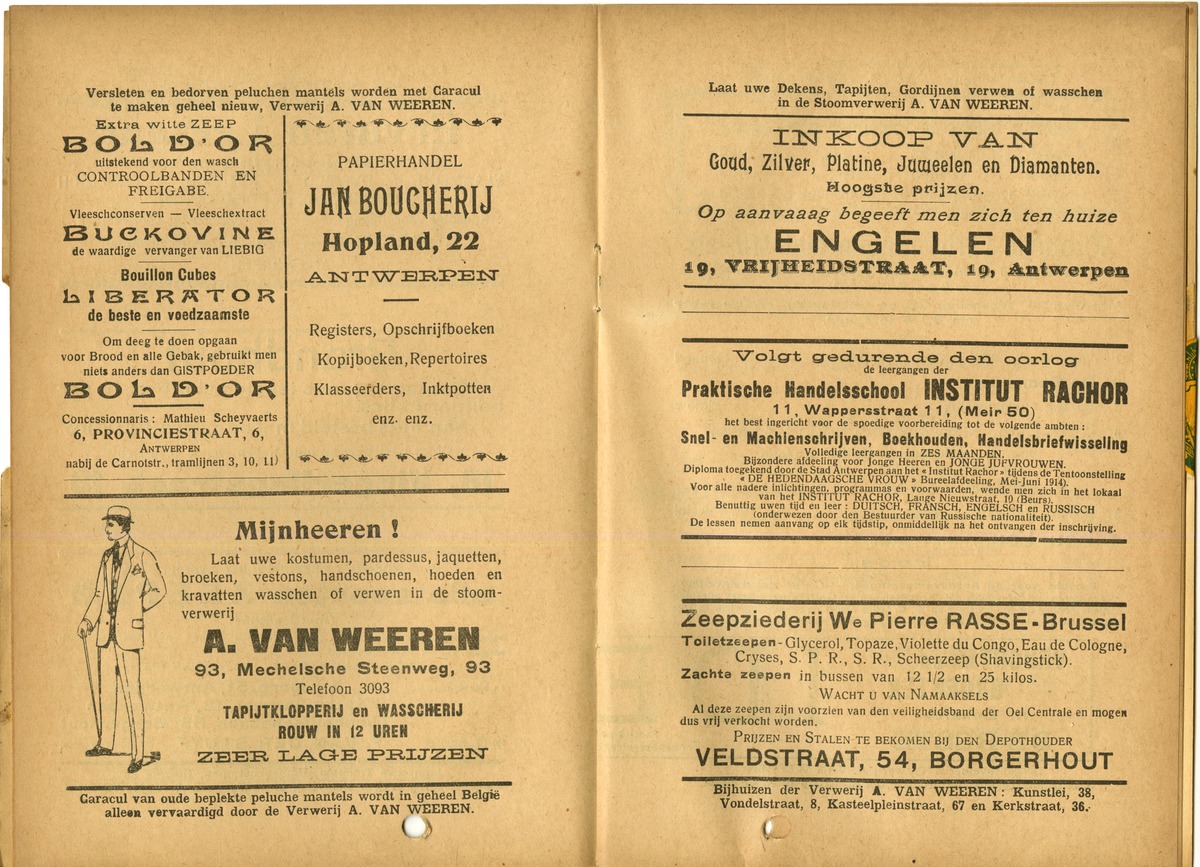 Versleten en bedorven peluchen mantels worden met Caracul
te maken geheel nieuw, Verwerij A. VAN WEEREN.
Extra witte ZEEP
BOL D'OR
uitstekend voor den wasch
CONTROOLBANDEN EN
FREIGABE.
Vleeschconserven — Vleeschextract
BUCKOVINE
de waardige vervanger van LIEBIG
Bouillon Cubes
LIBERATOR
de beste en voedzaamste
Om deeg te doen opgaan
voor Brood en alle Gebak, gebruikt men
niets anders dan GISTPOEDER
BOL D'OR
Concessionnaris : Mathieu Scheyvaerts
6, PROVINCIESTRAAT, 6,
ANTWERPEN
nabij de Carnotstr., tramlijnen 3, 10, 11)
PAPIERHANDEL
JAN BOUCHERIJ
Hopland, 22
ANTWERPEN
Registers, Opschrijfboeken
Kopijboeken, Repertoires
Klasseerders, Inktpotten
enz. enz.
Mijnheeren !
Laat uwe kostumen, pardessus, jaquetten,
broeken, vestons, handschoenen, hoeden en
kravatten wasschen of verwen in de stoom-
verwerij
A. VAN WEEREN
93, Mechelsche Steenweg, 93
Telefoon 3093
TAPIJTKLOPPERIJ en WASSCHERIJ
ROUW IN 12 UREN
ZEER LAGE PRIJZEN
Caracul van oude beplekte peluche mantels wordt in geheel België
alleen vervaardigd door de Verwerij A. VAN WEEREN.
Laat uwe Dekens, Tapijten, Gordijnen verwen of wasschen
in de Stoomverwerij A. VAN WEEREN.
INKOOP VAN
Goud, Zilver, Platine, Juweelen en Diamanten.
Hoogste prijzen.
Op aanvaaag begeeft men zich ten huize
ENGELEN
19, VRIJHEIDSTRAAT, 19, Antwerpen
Volgt gedurende den oorlog
de leergangen der
Praktische Handelsschool INSTITUT RACHOR
11, Wappersstraat 11, (Meir 50)
het best ingericht voor de spoedige voorbereiding tot de volgende ambten :
Snel- en Machienschrijven, Boekhouden, Handelsbriefwisseling
Volledige leergangen in ZES MAANDEN.
Bijzondere afdeeling voor Jonge Heeren en JONGE JUFVROUWEN.
Diploma toegekend door de Stad Antwerpen aan het « Institut Rachor » tijdens de Tentoonstelling
« DE HEDENDAAGSCHE VROUW » Bureelafdeeling, Mei-Juni 1914).
Voor alle nadere inlichtingen, programmas en voorwaarden, wende men zich in het lokaal
van het INSTITUT RACHOR, Lange Nieuwstraat, 10 (Beurs).
Benuttig uwen tijd en leer : DUITSCH, FRANSCH, ENGELSCH en RUSSISCH
(onderwezen door den Bestuurder van Russische nationaliteit).
De lessen nemen aanvang op elk tijdstip, onmiddellijk na het ontvangen der inschrijving.
Zeepziederij We Pierre RASSE-Brussel
Toiletzeepen - Glycerol, Topaze, Violette du Congo, Eau de Cologne,
Cryses, S. P. R., S. R., Scheerzeep (Shavingstick).
Zachte zeepen in bussen van 12 1/2 en 25 kilos.
WACHT U VAN NAMAAKSELS
Al deze zeepen zijn voorzien van den veiligheidsband der Oel Centrale en mogen
dus vrij verkocht worden.
PRIJZEN EN STALEN TE BEKOMEN BIJ DEN DEPOTHOUDER
VELDSTRAAT, 54, BORGERHOUT
Bijhuizen der Verwerij A. VAN WEEREN : Kunstlei, 38,
Vondelstraat, 8, Kasteelpleinstraat, 67 en Kerkstraat, 36.